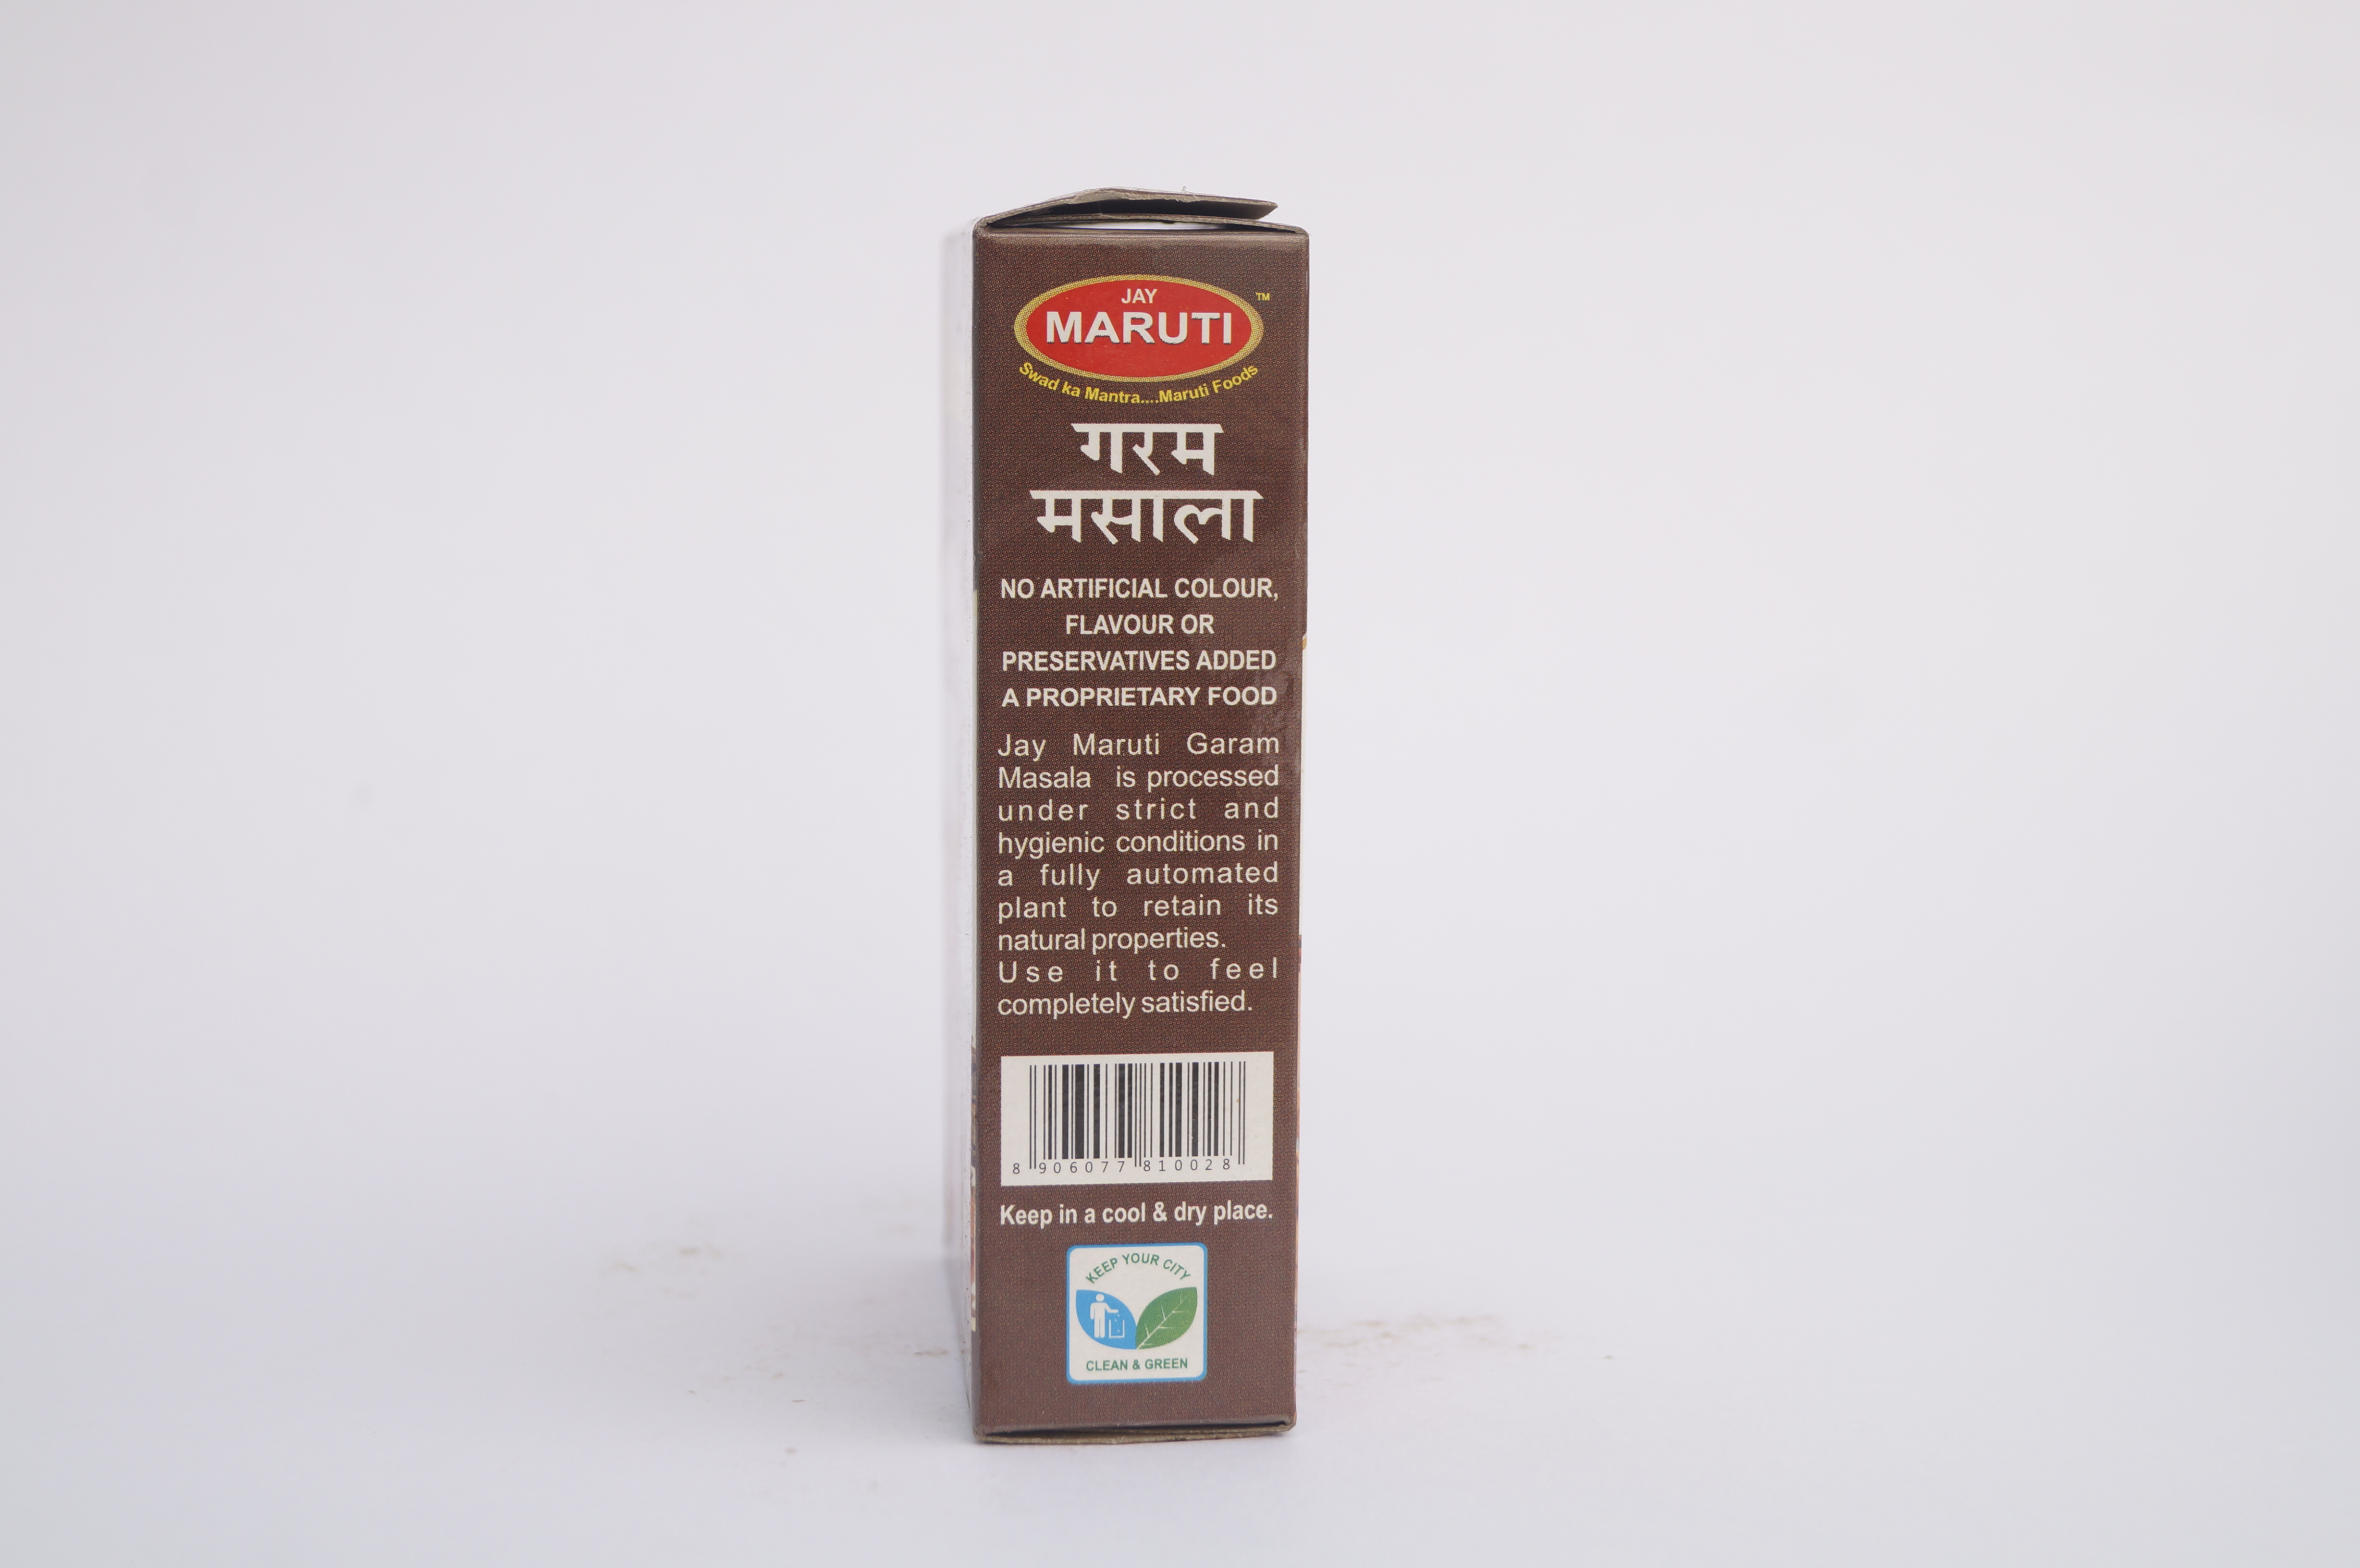 JAY
MARUTI
TM
Swad ka Mantra....Maruti Foods
गरम
मसाला
NO ARTIFICIAL COLOUR,
FLAVOUR OR
PRESERVATIVES ADDED
A PROPRIETARY FOOD
Jay Maruti Garam
Masala is processed
under strict and
hygienic conditions in
a fully automated
plant to retain its
natural properties.
Use it to feel
completely satisfied.
8 906077 810028
Keep in a cool & dry place.
KEEP YOUR CITY
CLEAN & GREEN